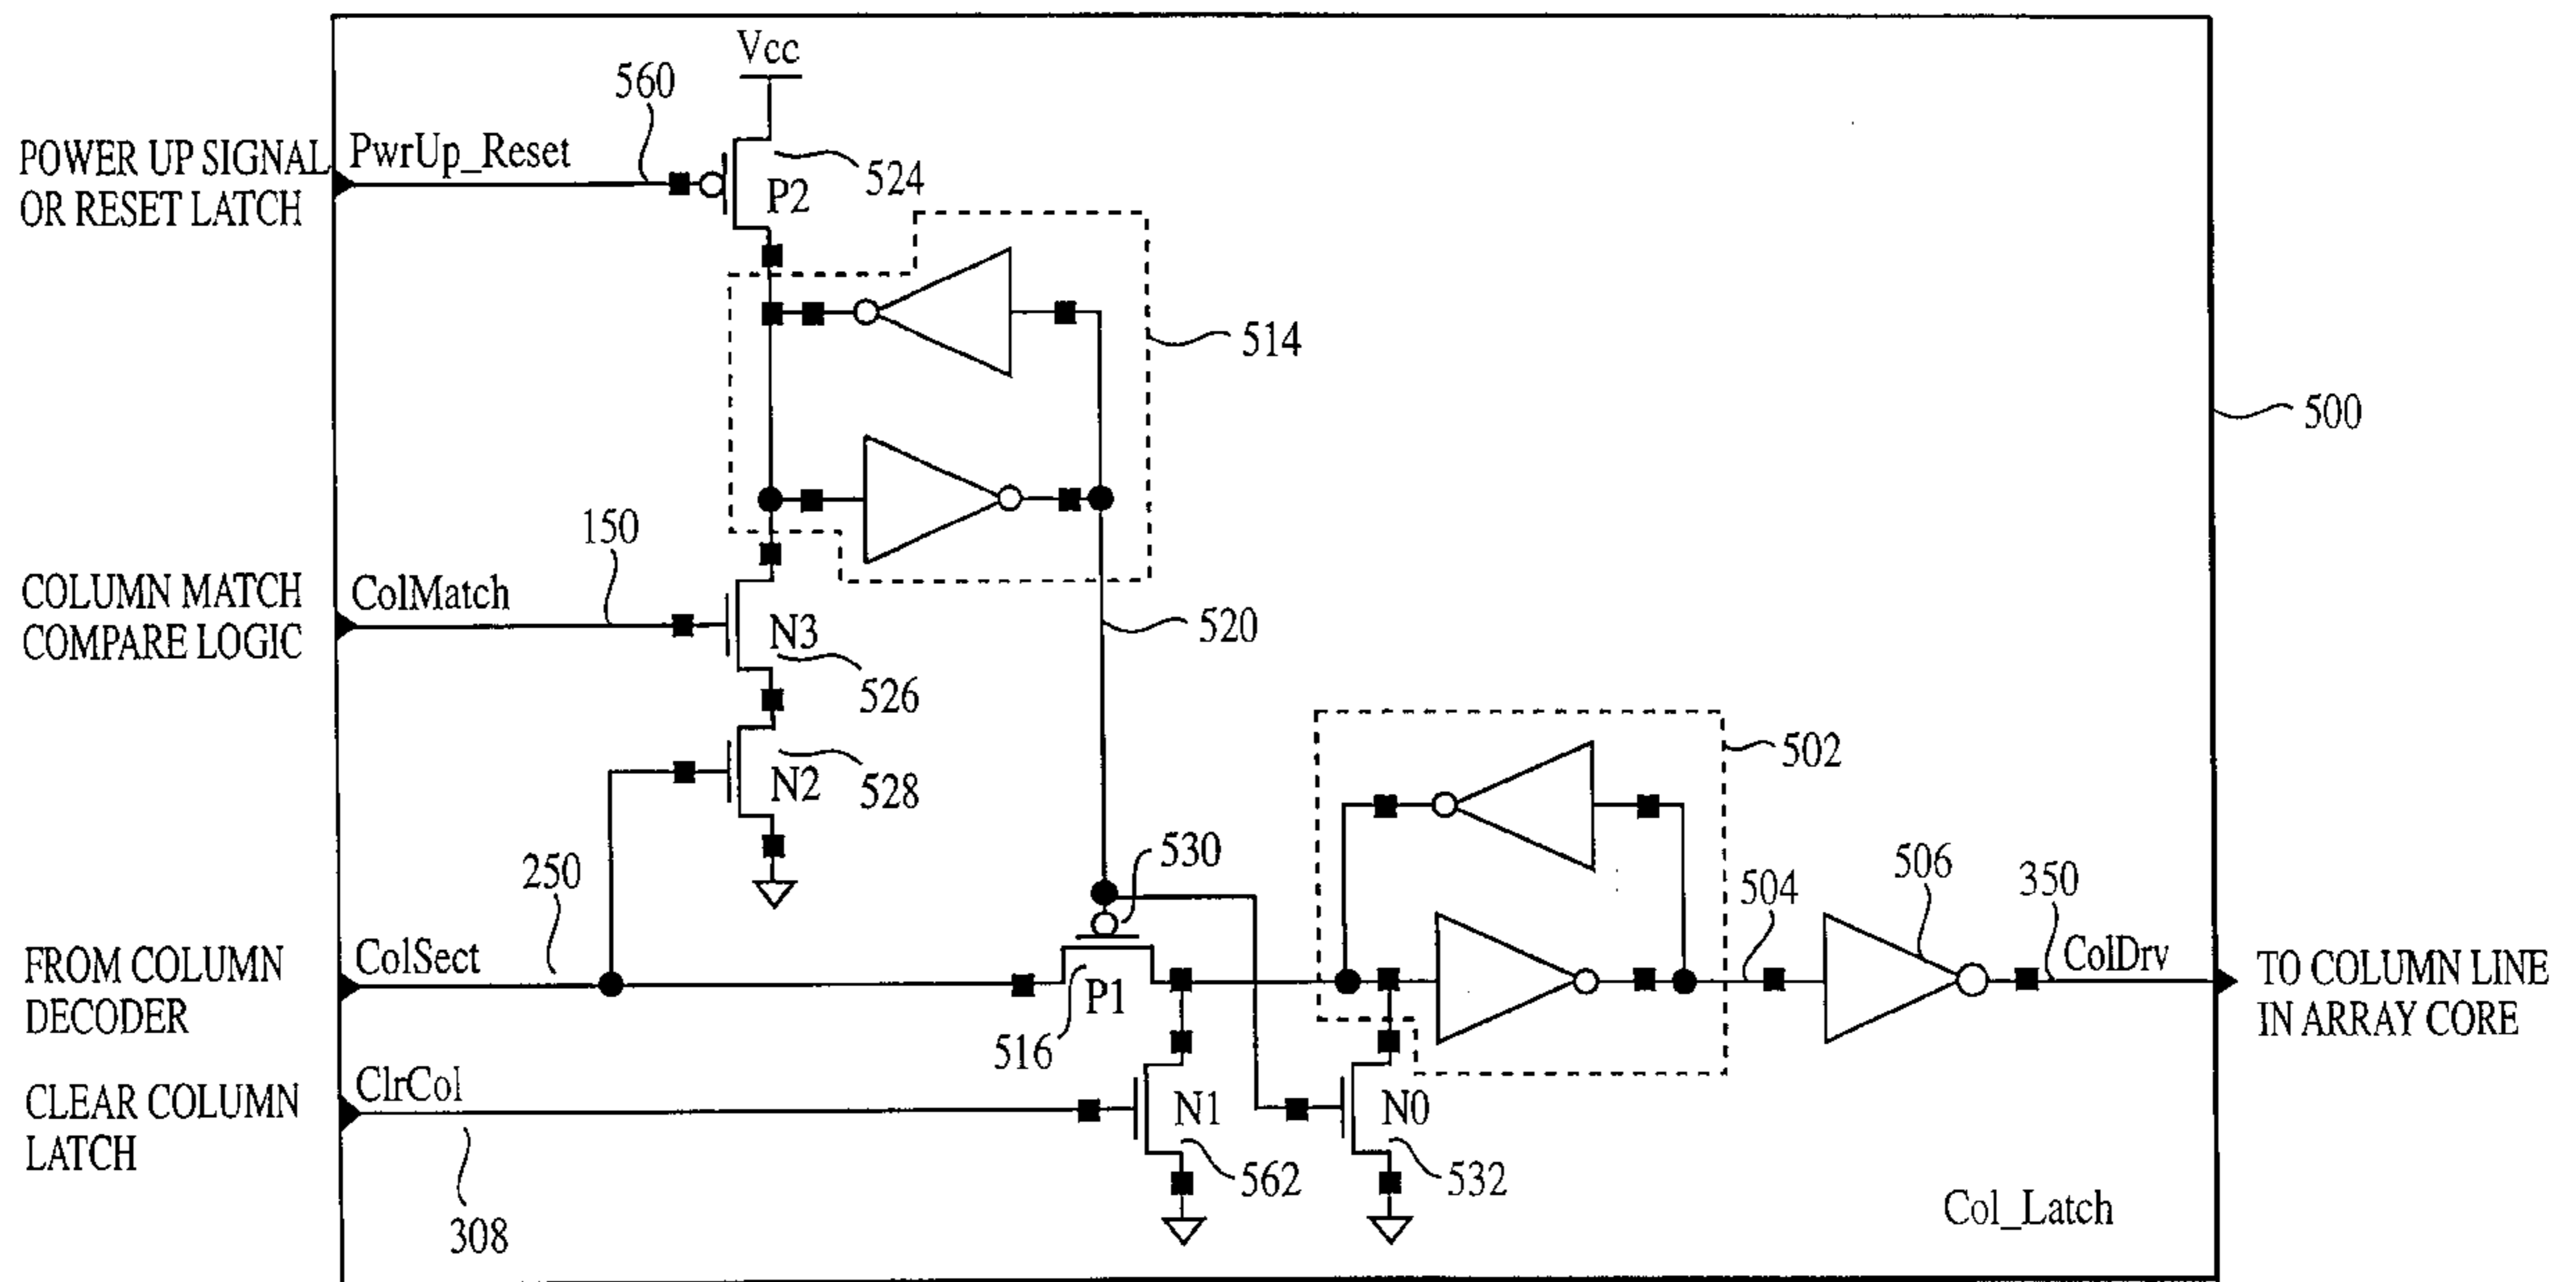 Vcc
560
POWER UP SIGNAL
OR RESET LATCH
PwrUp_Reset
P2
524
514
500
150
COLUMN MATCH
COMPARE LOGIC
ColMatch
N3
526
520
N2
528
502
530
250
506
504
350
FROM COLUMN
DECODER
ColSect
P1
516
ColDrv
TO COLUMN LINE
IN ARRAY CORE
CLEAR COLUMN
LATCH
ClrCol
308
N1
562
N0
532
Col_Latch